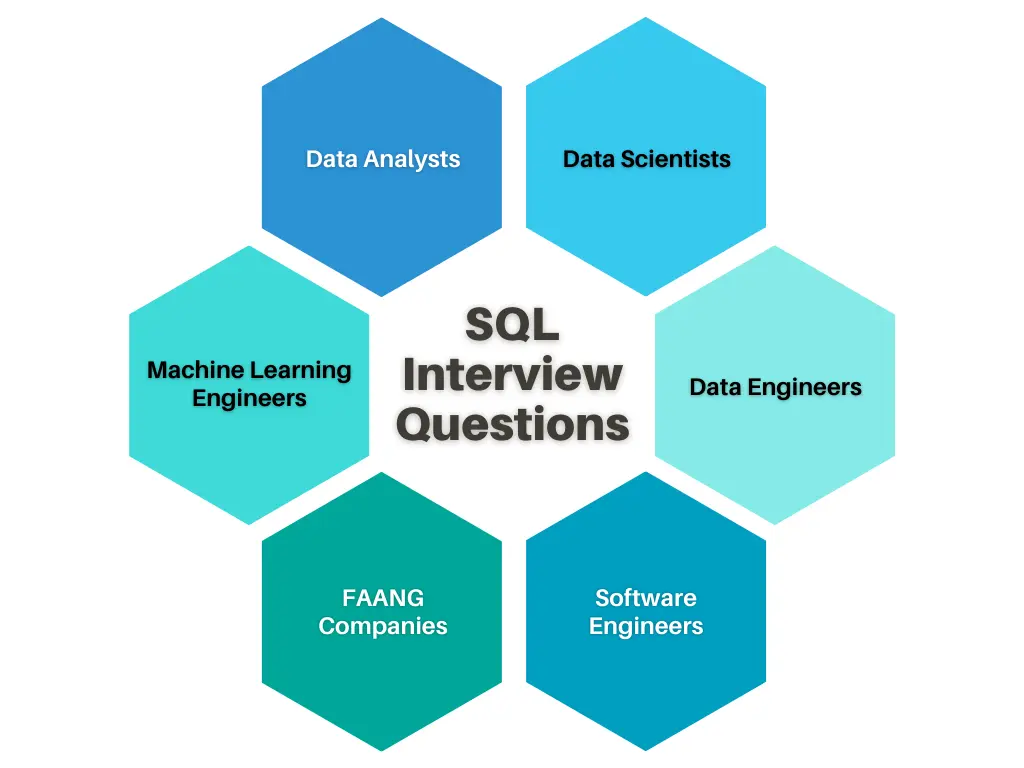 Data Analysts
Data Scientists
SQL
Interview
Questions
Machine Learning
Engineers
Data Engineers
FAANG
Companies
Software
Engineers